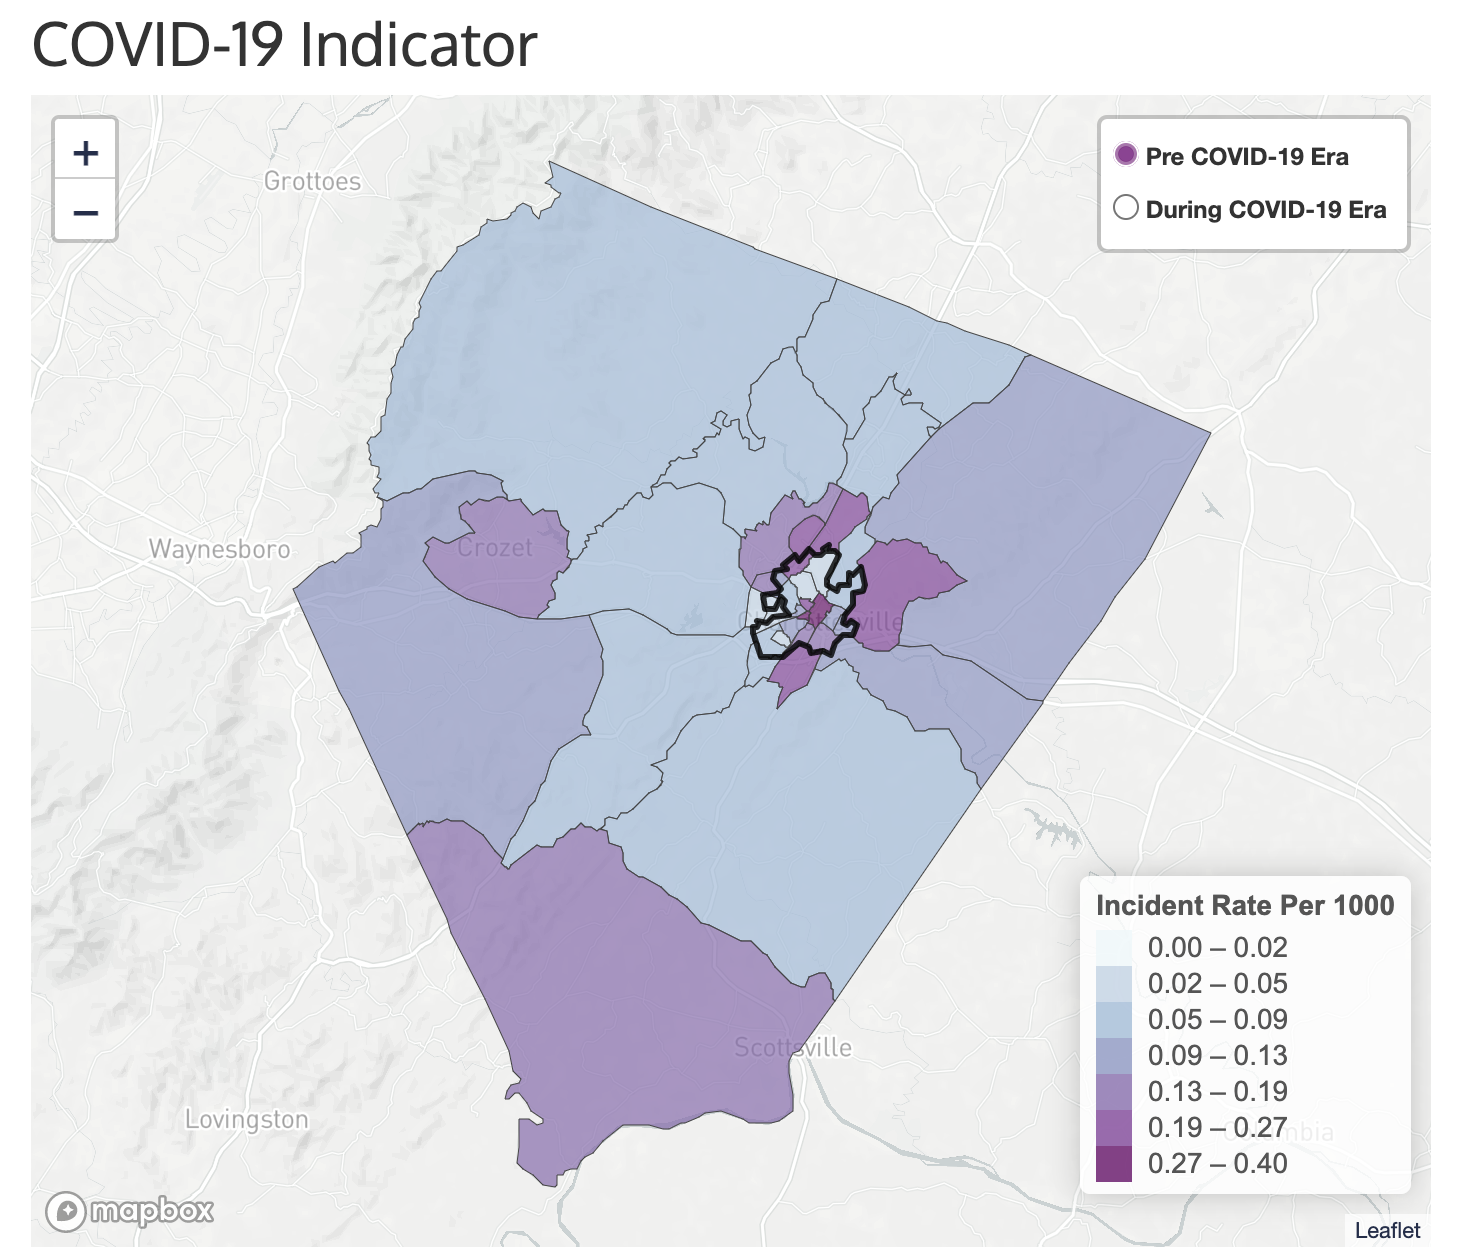 COVID-19 Indicator
+
−
Pre COVID-19 Era
During COVID-19 Era
Grottoes
Waynesboro
Crozet
Charlottesville
Scottsville
Lovingston
Incident Rate Per 1000
0.00 – 0.02
0.02 – 0.05
0.05 – 0.09
0.09 – 0.13
0.13 – 0.19
0.19 – 0.27
0.27 – 0.40
Columbia
mapbox
Leaflet